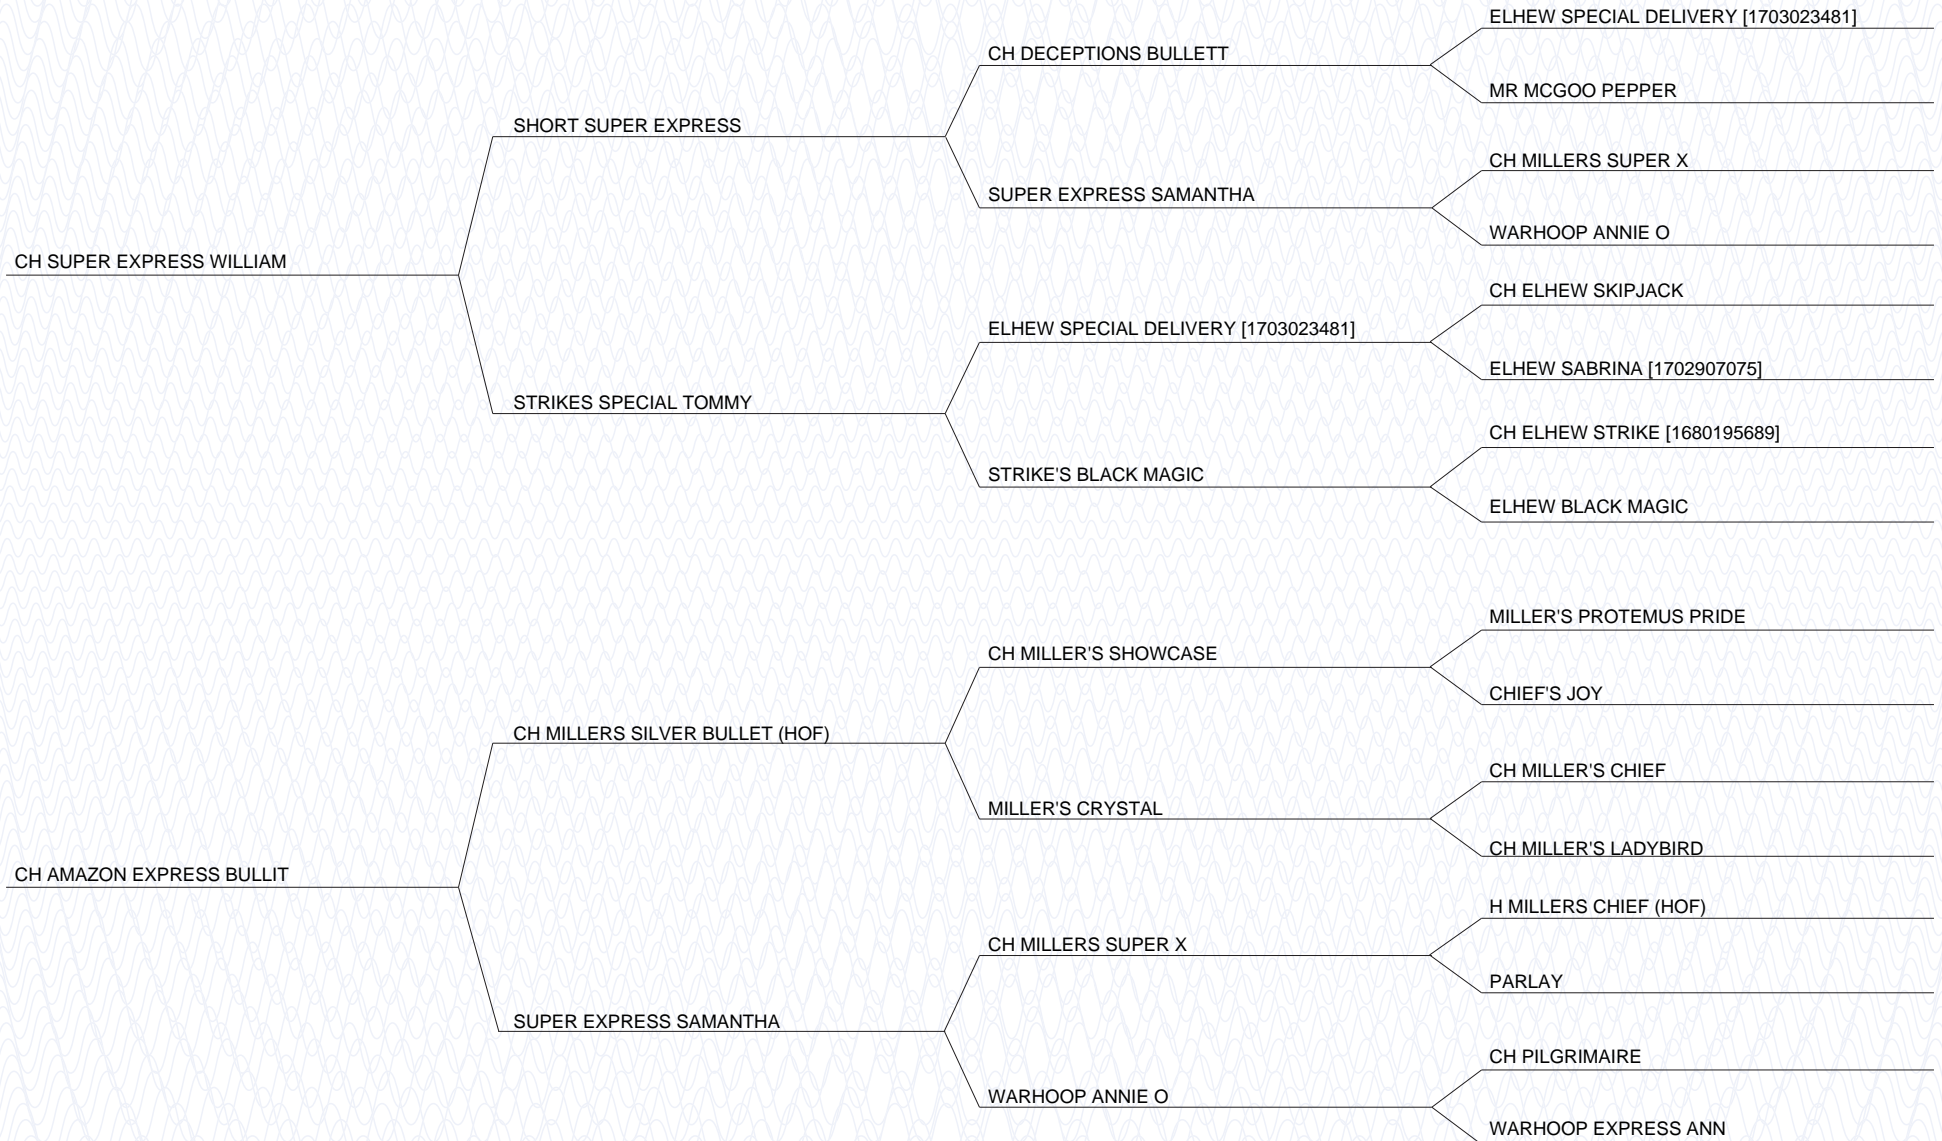 ELHEW SPECIAL DELIVERY [1703023481]
CH DECEPTIONS BULLETT
MR MCGOO PEPPER
SHORT SUPER EXPRESS
CH MILLERS SUPER X
SUPER EXPRESS SAMANTHA
WARHOOP ANNIE O
CH SUPER EXPRESS WILLIAM
CH ELHEW SKIPJACK
ELHEW SPECIAL DELIVERY [1703023481]
ELHEW SABRINA [1702907075]
STRIKES SPECIAL TOMMY
CH ELHEW STRIKE [1680195689]
STRIKE'S BLACK MAGIC
ELHEW BLACK MAGIC
MILLER'S PROTEMUS PRIDE
CH MILLER'S SHOWCASE
CHIEF'S JOY
CH MILLERS SILVER BULLET (HOF)
CH MILLER'S CHIEF
MILLER'S CRYSTAL
CH MILLER'S LADYBIRD
CH AMAZON EXPRESS BULLIT
H MILLERS CHIEF (HOF)
CH MILLERS SUPER X
PARLAY
SUPER EXPRESS SAMANTHA
CH PILGRIMAIRE
WARHOOP ANNIE O
WARHOOP EXPRESS ANN